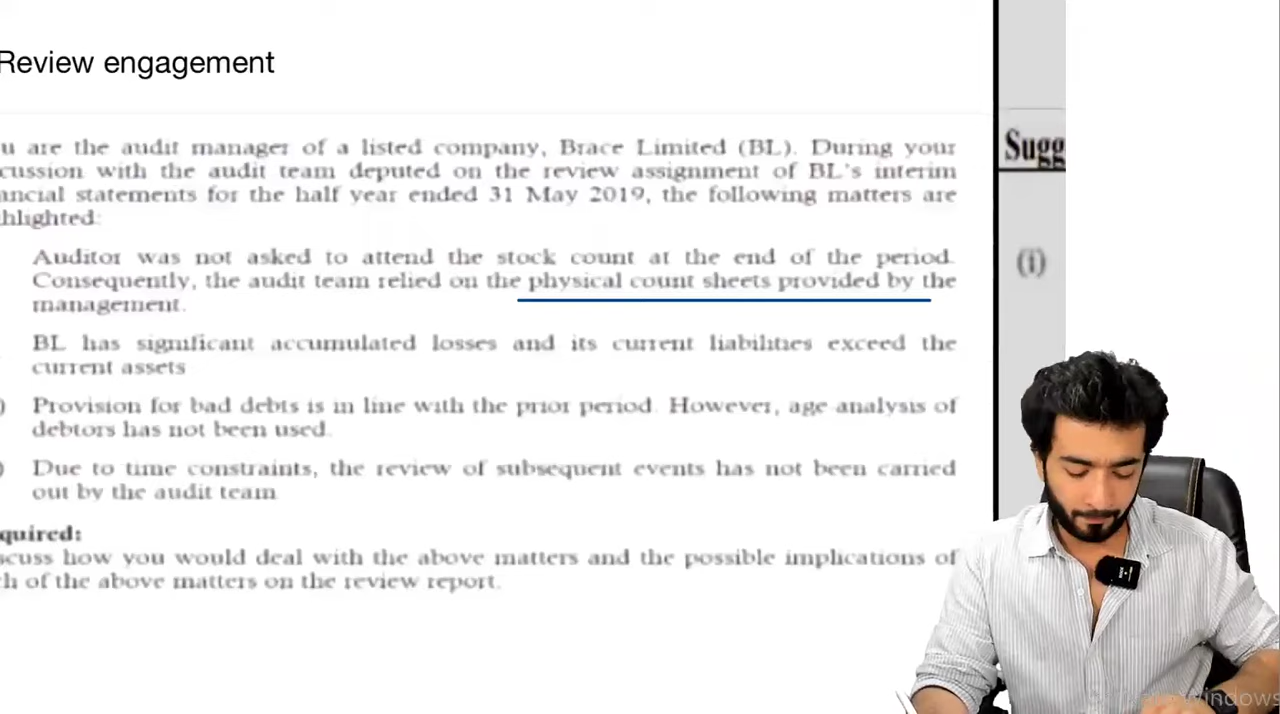 Review engagement
u are the audit manager of a listed company, Brace Limited (BL). During your
cussion with the audit team deputed on the review assignment of BL's interim
ancial statements for the half year ended 31 May 2019, the following matters are
hlighted:
Auditor was not asked to attend the stock count at the end of the period.
Consequently, the audit team relied on the physical count sheets provided by the
management.
BL has significant accumulated losses and its current liabilities exceed the
current assets
) Provision for bad debts is in line with the prior period. However, age analysis of
debtors has not been used.
) Due to time constraints, the review of subsequent events has not been carried
out by the audit team
quired:
scuss how you would deal with the above matters and the possible implications of
h of the above matters on the review report.
Sugg
(i)
Windows